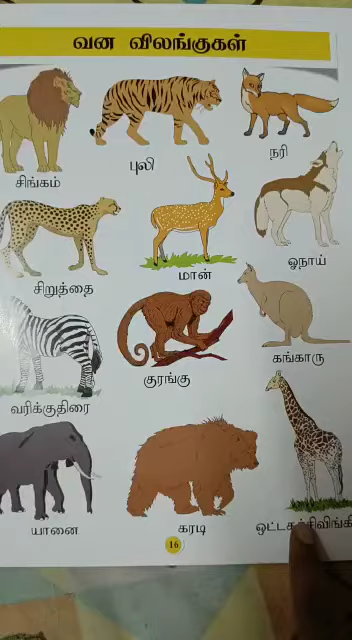 வன விலங்குகள்
சிங்கம்
புலி
நரி
சிறுத்தை
மான்
ஓநாய்
வரிக்குதிரை
குரங்கு
கங்காரு
யானை
கரடி
16